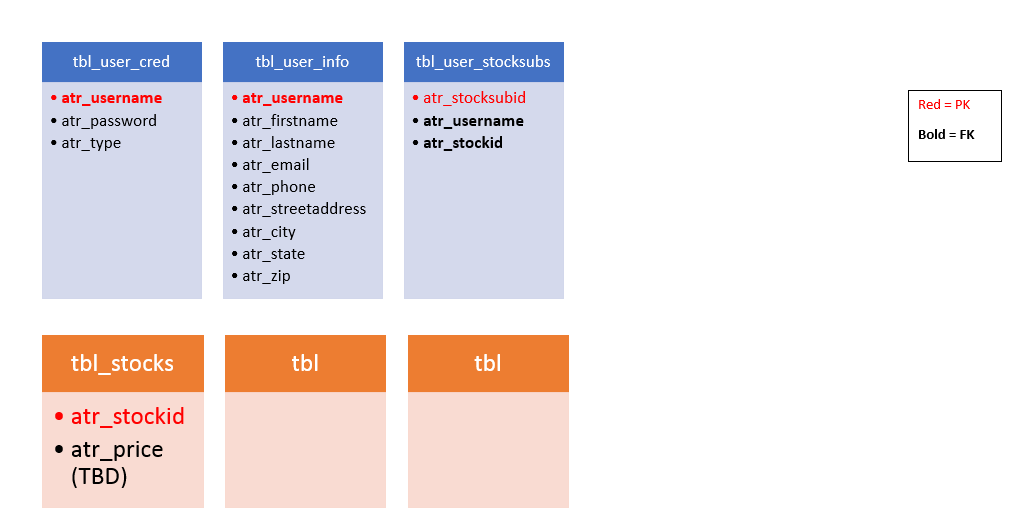 tbl_user_cred
• atr_username
• atr_password
• atr_type
tbl_user_info
• atr_username
• atr_firstname
• atr_lastname
• atr_email
• atr_phone
• atr_streetaddress
• atr_city
• atr_state
• atr_zip
tbl_user_stocksubs
• atr_stocksubid
• atr_username
• atr_stockid
Red = PK
Bold = FK
tbl_stocks
• atr_stockid
• atr_price
(TBD)
tbl
tbl